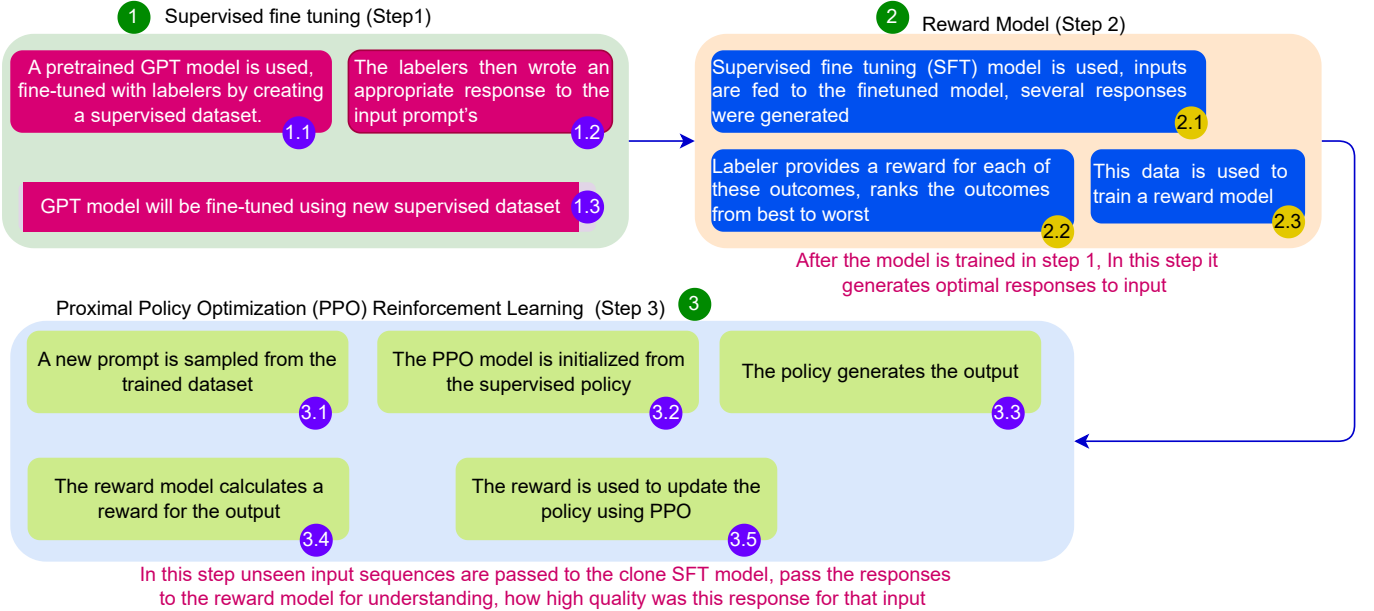 1
Supervised fine tuning (Step1)
A pretrained GPT model is used,
fine-tuned with labelers by creating
a supervised dataset.
1.1
The labelers then wrote an
appropriate response to the
input prompt's
1.2
GPT model will be fine-tuned using new supervised dataset
1.3
2
Reward Model (Step 2)
Supervised fine tuning (SFT) model is used, inputs
are fed to the finetuned model, several responses
were generated
2.1
Labeler provides a reward for each of
these outcomes, ranks the outcomes
from best to worst
2.2
This data is used to
train a reward model
2.3
After the model is trained in step 1, In this step it
generates optimal responses to input
Proximal Policy Optimization (PPO) Reinforcement Learning (Step 3)
3
A new prompt is sampled from the
trained dataset
3.1
The PPO model is initialized from
the supervised policy
3.2
The policy generates the output
3.3
The reward model calculates a
reward for the output
3.4
The reward is used to update the
policy using PPO
3.5
In this step unseen input sequences are passed to the clone SFT model, pass the responses
to the reward model for understanding, how high quality was this response for that input